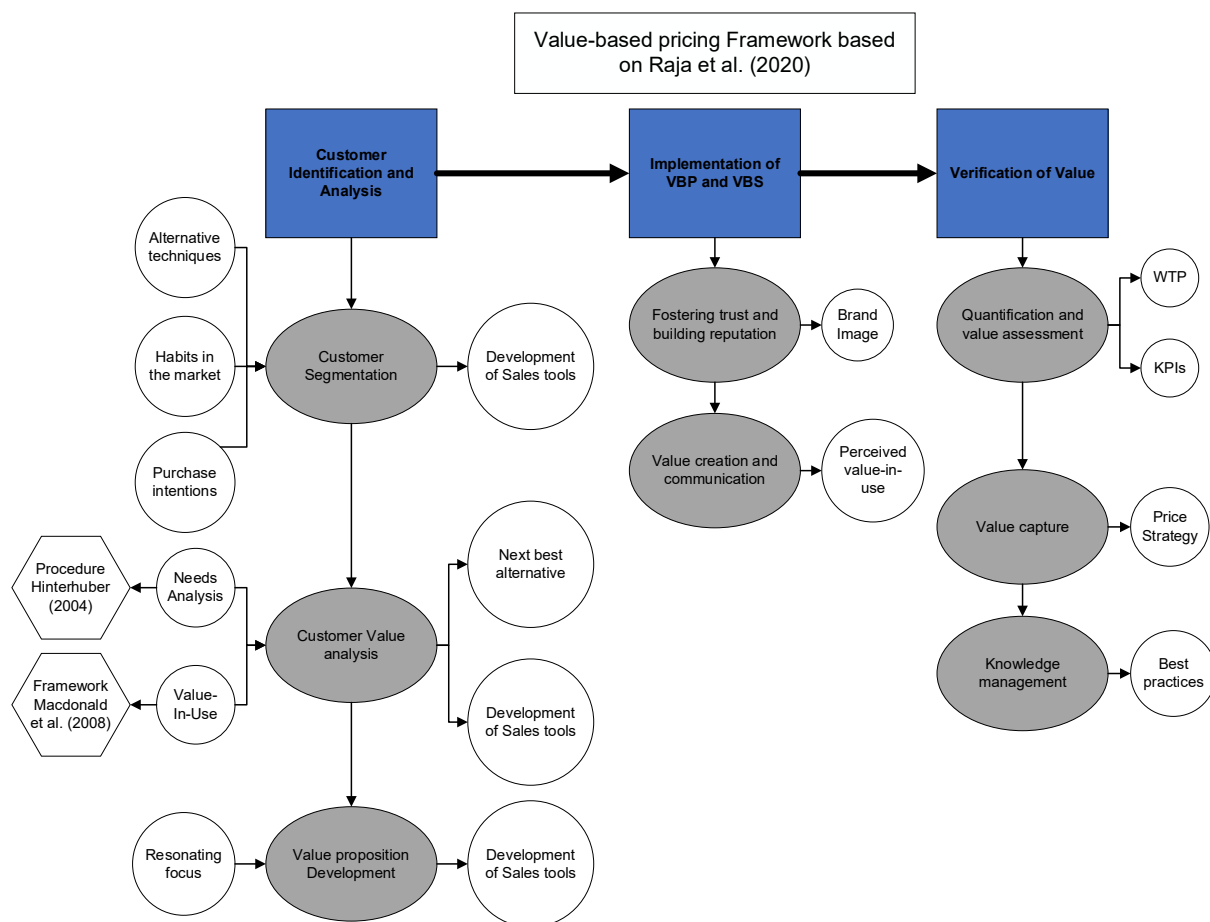 Value-based pricing Framework based
on Raja et al. (2020)
Customer
Identification and
Analysis
Implementation of
VBP and VBS
Verification of Value
Alternative
techniques
Habits in
the market
Purchase
intentions
Customer
Segmentation
Development
of Sales tools
Procedure
Hinterhuber
(2004)
Needs
Analysis
Framework
Macdonald
et al. (2008)
Value-
In-Use
Customer Value
analysis
Next best
alternative
Development
of Sales tools
Resonating
focus
Value proposition
Development
Development
of Sales tools
Fostering trust and
building reputation
Brand
Image
Value creation and
communication
Perceived
value-in-
use
Quantification and
value assessment
WTP
KPIs
Value capture
Price
Strategy
Knowledge
management
Best
practices